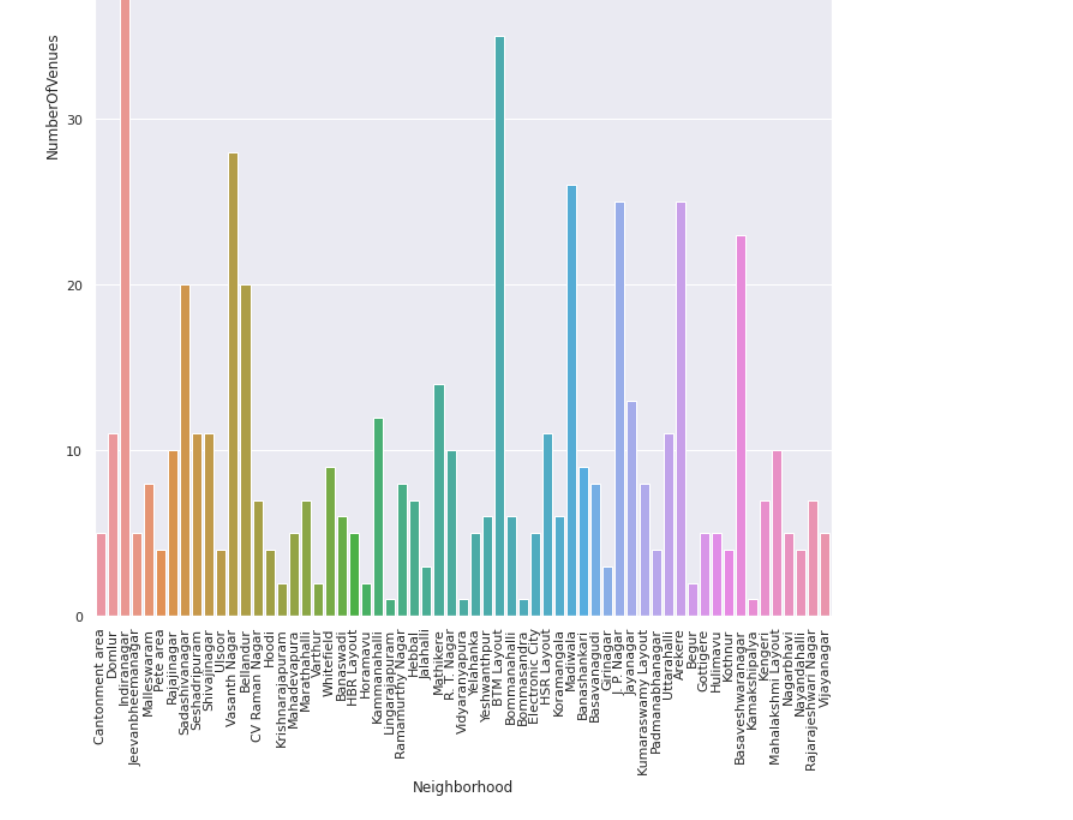 NumberOfVenues
30
20
10
0
Cantonment area
Domlur
Indiranagar
Jeevanbheemanagar
Malleswaram
Pete area
Rajajinagar
Sadashivanagar
Seshadripuram
Shivajinagar
Ulsoor
Vasanth Nagar
Bellandur
CV Raman Nagar
Hoodi
Krishnarajapuram
Mahadevapura
Marathahalli
Varthur
Whitefield
Banaswadi
HBR Layout
Horamavu
Kammanahalli
Lingarajapuram
Ramamurthy Nagar
Hebbal
Jalahalli
Mathikere
R. T. Nagar
Vidyaranyapura
Yelahanka
Yeshwanthpur
BTM Layout
Bommanahalli
Bommasandra
Electronic City
HSR Layout
Koramangala
Madiwala
Banashankari
Basavanagudi
Girinagar
J. P. Nagar
Jayanagar
Kumaraswamy Layout
Padmanabhanagar
Uttarahalli
Arekere
Begur
Gottigere
Hulimavu
Kothnur
Basaveshwaranagar
Kamakshipalya
Kengeri
Mahalakshmi Layout
Nagarbhavi
Nayandahalli
Rajarajeshwari Nagar
Vijayanagar
Neighborhood